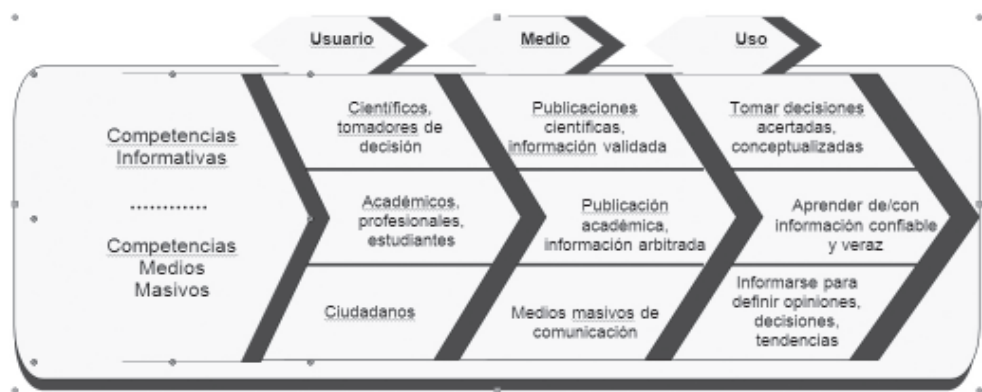 Usuario
Medio
Uso
Competencias
Informativas
............
Competencias
Medios
Masivos
Científicos,
tomadores de
decisión
Publicaciones
científicas,
información validada
Tomar decisiones
acertadas,
conceptualizadas
Académicos,
profesionales,
estudiantes
Publicación
académica,
información arbitrada
Aprender de/con
información confiable
y veraz
Ciudadanos
Medios masivos de
comunicación
Informarse para
definir opiniones,
decisiones,
tendencias